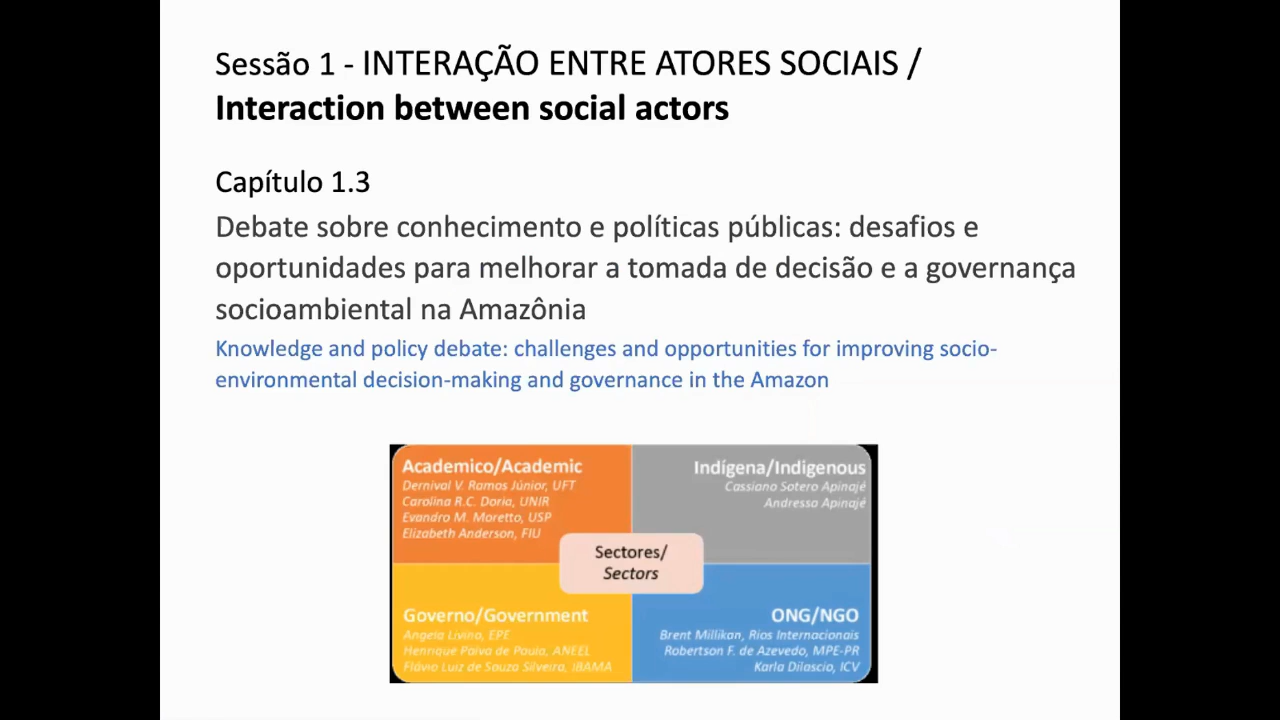 Sessão 1 - INTERAÇÃO ENTRE ATORES SOCIAIS /
Interaction between social actors
Capítulo 1.3
Debate sobre conhecimento e políticas públicas: desafios e
oportunidades para melhorar a tomada de decisão e a governança
socioambiental na Amazônia
Knowledge and policy debate: challenges and opportunities for improving socio-
environmental decision-making and governance in the Amazon
Academico/Academic
Dernival V. Ramos Júnior, UFT
Carolina R.C. Doria, UNIR
Evandro M. Moretto, USP
Elizabeth Anderson, FIU
Indígena/Indigenous
Cassiano Sotero Apinajé
Andressa Apinajé
Sectores/
Sectors
Governo/Government
Angela Livino, EPE
Henrique Paiva de Paula, ANEEL
Flávio Luiz de Souza Silveira, IBAMA
ONG/NGO
Brent Millikan, Rios Internacionais
Robertson F. de Azevedo, MPE-PR
Karla Dilascio, ICV